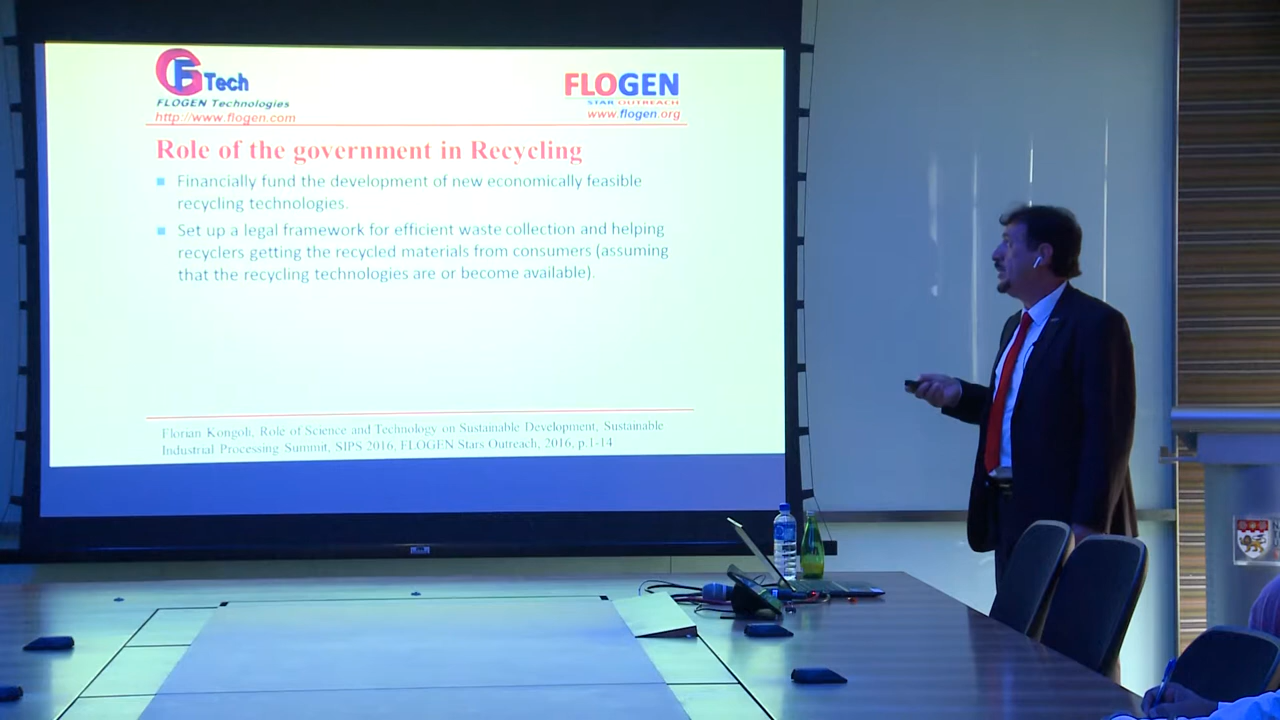 GF Tech
FLOGEN Technologies
http://www.flogen.com
FLOGEN
STAR OUTREACH
www.flogen.org
Role of the government in Recycling
Financially fund the development of new economically feasible
recycling technologies.
Set up a legal framework for efficient waste collection and helping
recyclers getting the recycled materials from consumers (assuming
that the recycling technologies are or become available).
Florian Kongoli, Role of Science and Technology on Sustainable Development, Sustainable
Industrial Processing Summit, SIPS 2016, FLOGEN Stars Outreach, 2016, p.1-14